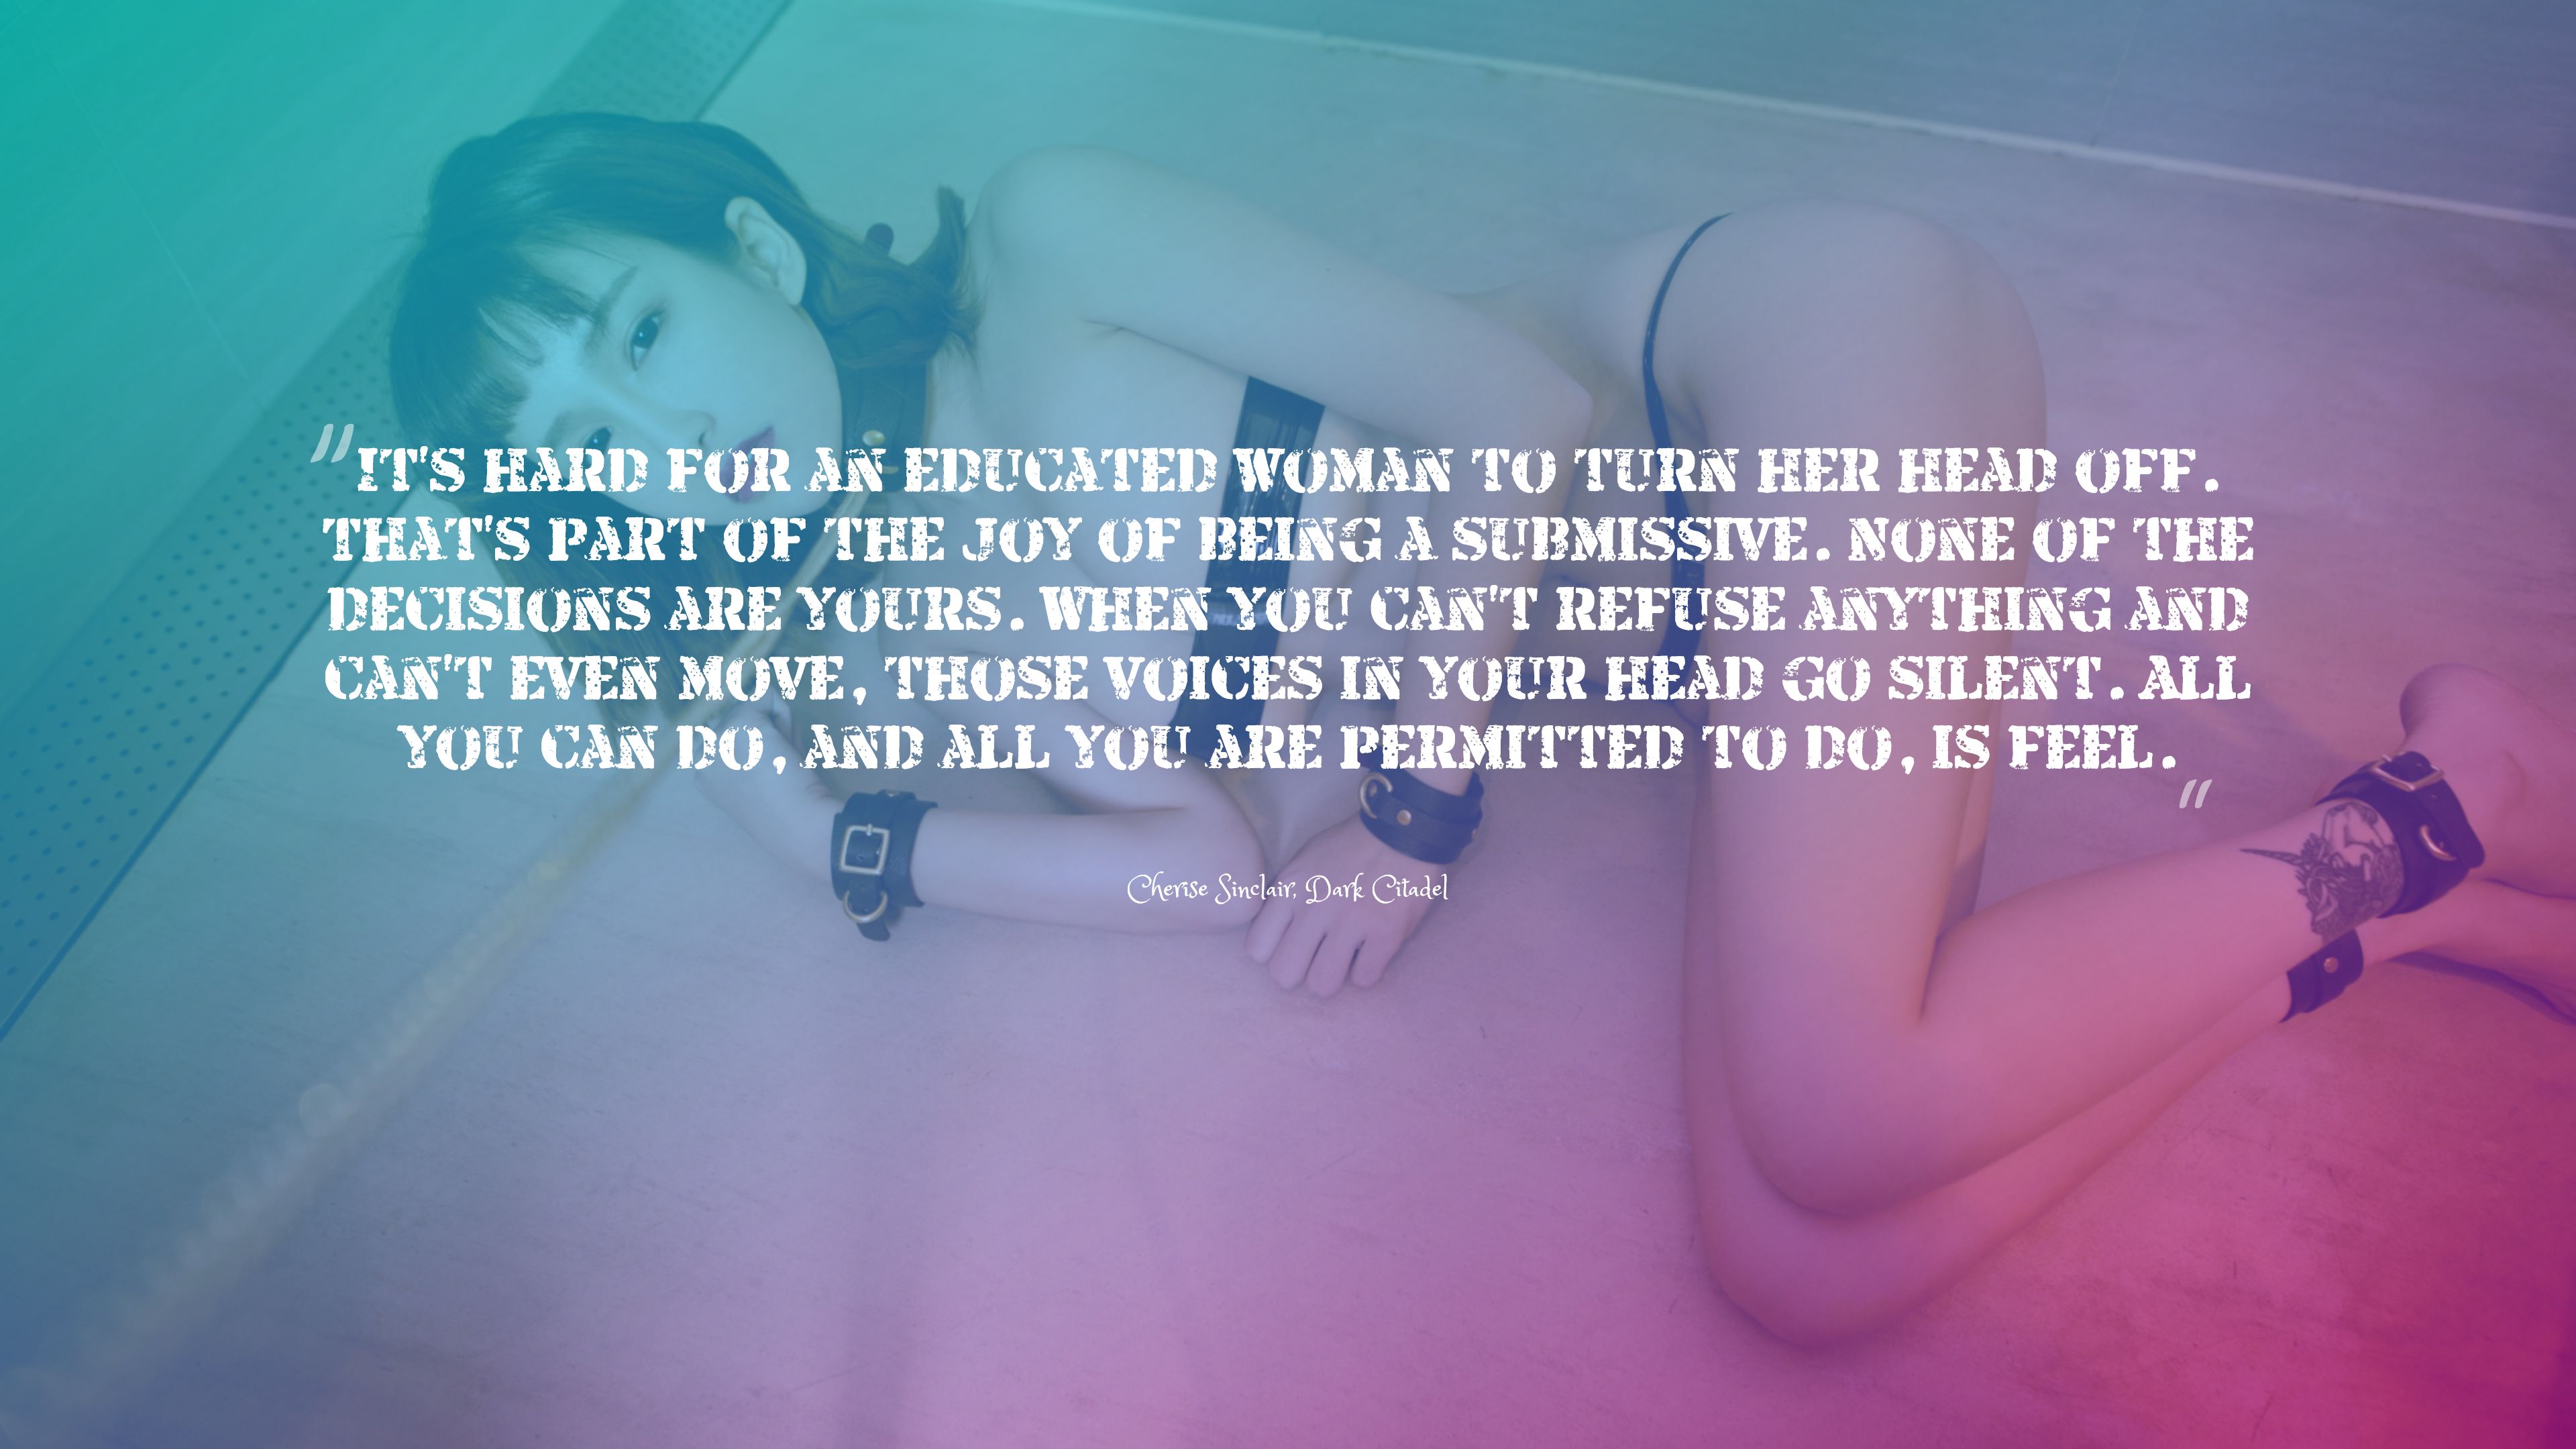 "IT'S HARD FOR AN EDUCATED WOMAN TO TURN HER HEAD OFF.
THAT'S PART OF THE JOY OF BEING A SUBMISSIVE. NONE OF THE
DECISIONS ARE YOURS. WHEN YOU CAN'T REFUSE ANYTHING AND
CAN'T EVEN MOVE, THOSE VOICES IN YOUR HEAD GO SILENT. ALL
YOU CAN DO, AND ALL YOU ARE PERMITTED TO DO, IS FEEL."
Cherise Sinclair, Dark Citadel